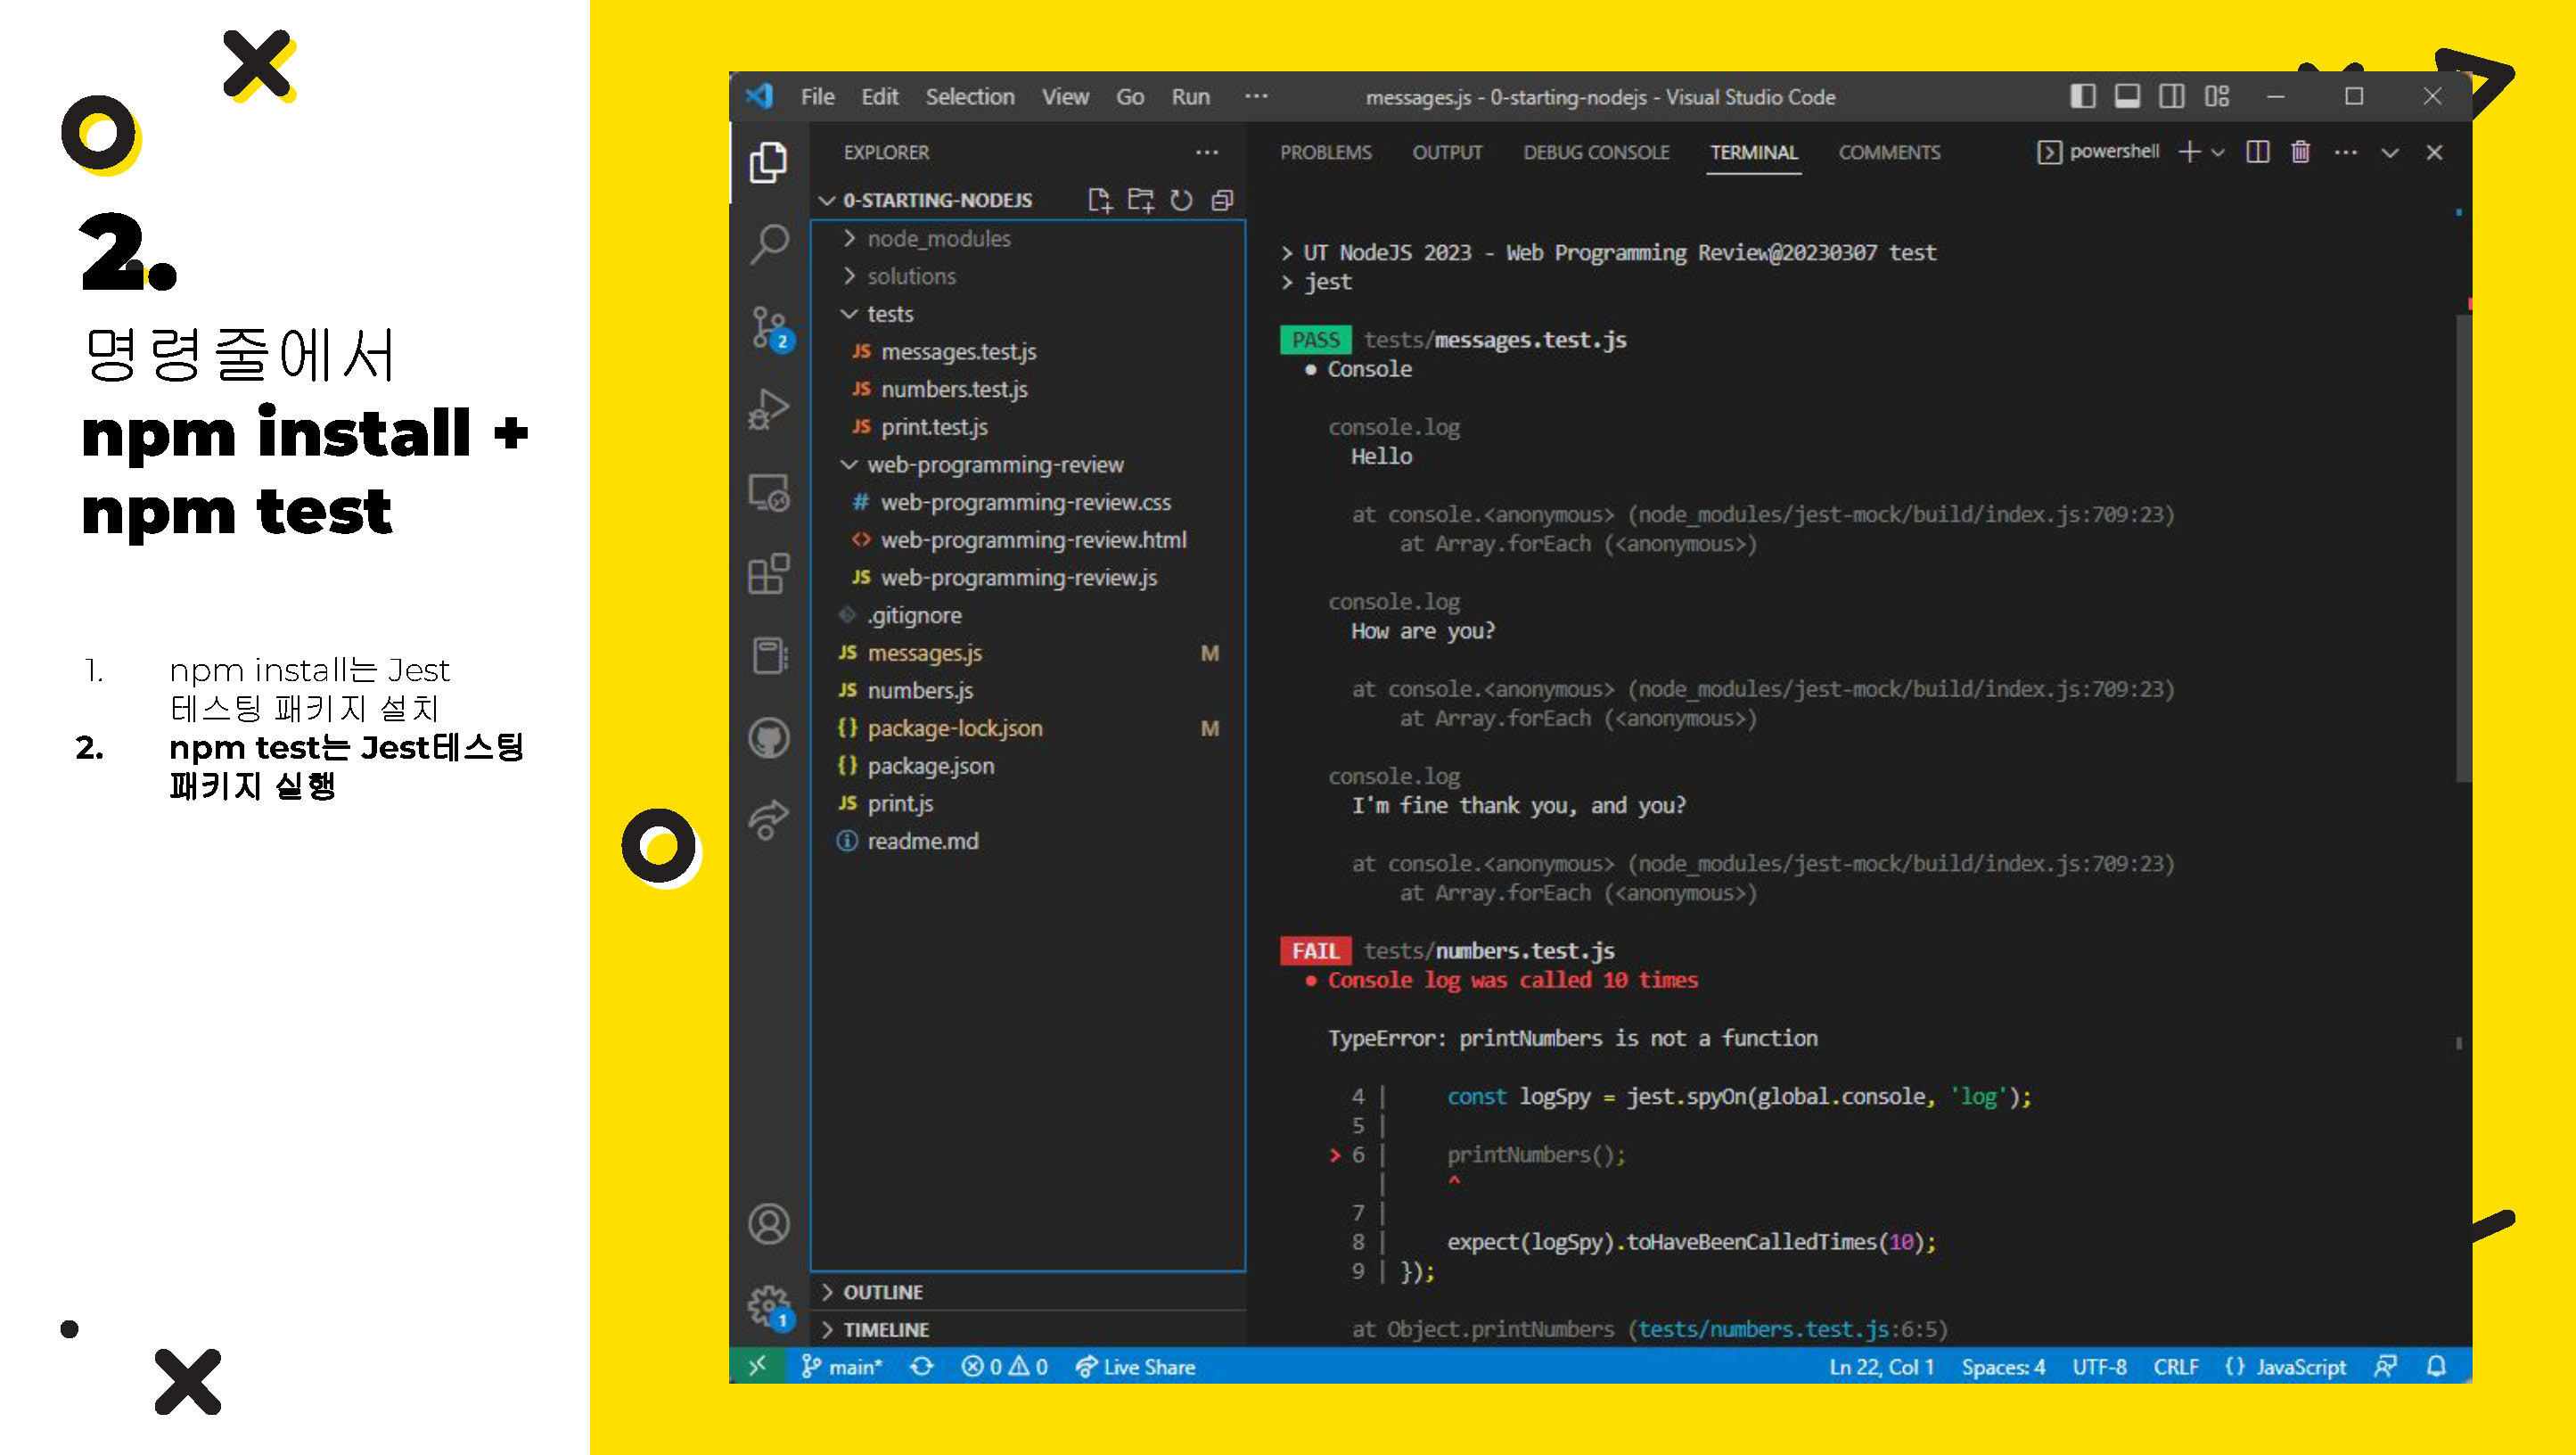 2.
명령줄에서
npm install +
npm test
1. npm install는 Jest
테스팅 패키지 설치
2. npm test는 Jest테스팅
패키지 실행
File Edit Selection View Go Run ··· messages.js - 0-starting-nodejs - Visual Studio Code
EXPLORER ···
0-STARTING-NODEJS
node_modules
solutions
tests
JS messages.test.js
JS numbers.test.js
JS print.test.js
web-programming-review
# web-programming-review.css
<> web-programming-review.html
JS web-programming-review.js
.gitignore
JS messages.js M
JS numbers.js
{} package-lock.json M
{} package.json
JS print.js
readme.md
OUTLINE
TIMELINE
2
1
PROBLEMS OUTPUT DEBUG CONSOLE TERMINAL COMMENTS powershell
> UT NodeJS 2023 - Web Programming Review@20230307 test
> jest
PASS tests/messages.test.js
● Console
console.log
Hello
at console.<anonymous> (node_modules/jest-mock/build/index.js:709:23)
at Array.forEach (<anonymous>)
console.log
How are you?
at console.<anonymous> (node_modules/jest-mock/build/index.js:709:23)
at Array.forEach (<anonymous>)
console.log
I'm fine thank you, and you?
at console.<anonymous> (node_modules/jest-mock/build/index.js:709:23)
at Array.forEach (<anonymous>)
FAIL tests/numbers.test.js
● Console log was called 10 times
TypeError: printNumbers is not a function
4 | const logSpy = jest.spyOn(global.console, 'log');
5 |
> 6 | printNumbers();
| ^
7 |
8 | expect(logSpy).toHaveBeenCalledTimes(10);
9 | });
at Object.printNumbers (tests/numbers.test.js:6:5)
main* 0 0 Live Share Ln 22, Col 1 Spaces: 4 UTF-8 CRLF {} JavaScript